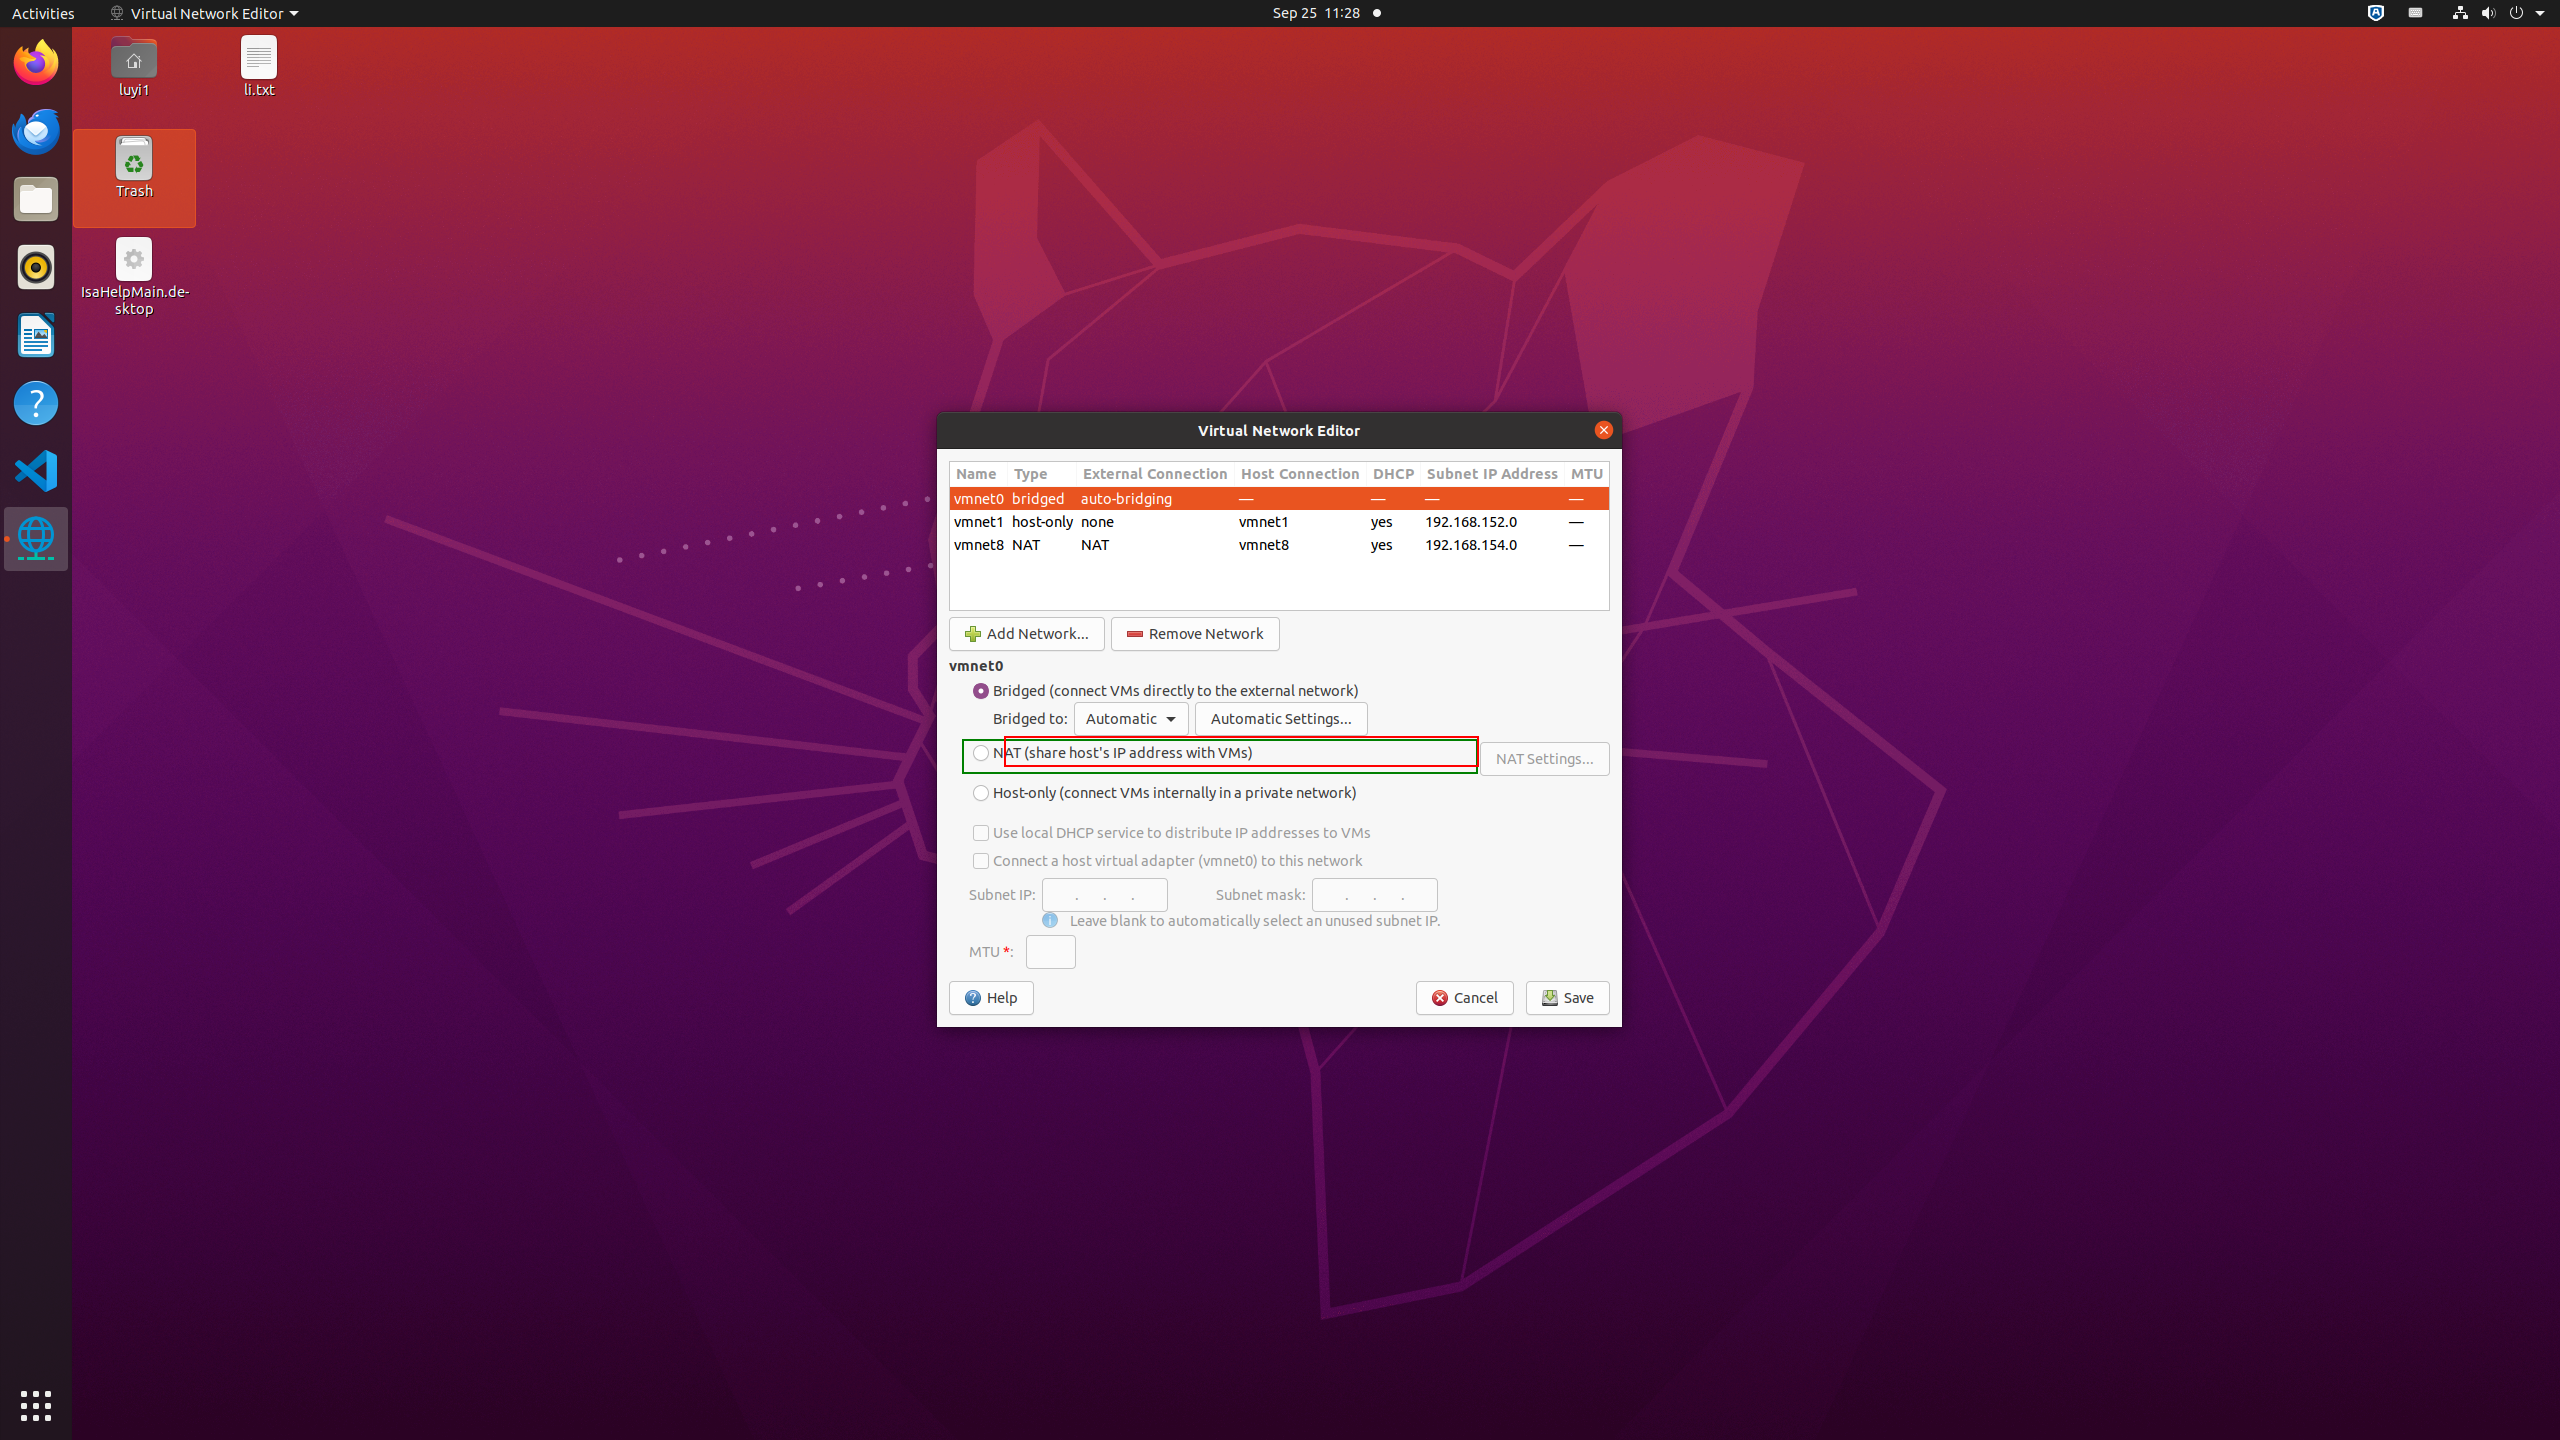 Activities
Virtual Network Editor
Sep 25 11:28
luyi1
li.txt
Trash
IsaHelpMain.de-
sktop
Virtual Network Editor
Name Type External Connection Host Connection DHCP Subnet IP Address MTU
vmnet0 bridged auto-bridging — — — —
vmnet1 host-only none vmnet1 yes 192.168.152.0 —
vmnet8 NAT NAT vmnet8 yes 192.168.154.0 —
Add Network... Remove Network
vmnet0
Bridged (connect VMs directly to the external network)
Bridged to: Automatic Automatic Settings...
NAT (share host's IP address with VMs)
NAT Settings...
Host-only (connect VMs internally in a private network)
Use local DHCP service to distribute IP addresses to VMs
Connect a host virtual adapter (vmnet0) to this network
Subnet IP: . . . Subnet mask: . . .
Leave blank to automatically select an unused subnet IP.
MTU *:
Help Cancel Save